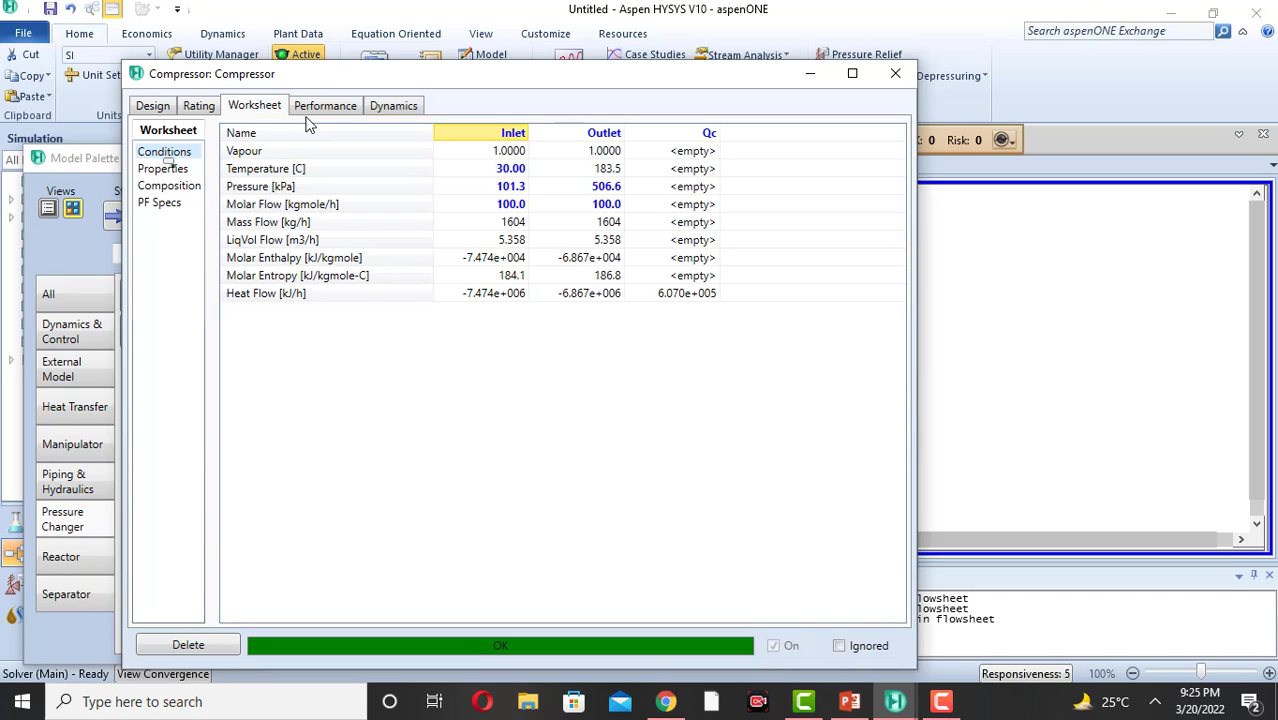 Untitled - Aspen HYSYS V10 - aspenONE
File Home Economics Dynamics Plant Data Equation Oriented View Customize Resources
Search aspenONE Exchange
Cut SI Utility Manager Active Model Case Studies Stream Analysis Pressure Relief
Copy Unit Set Depressuring
Paste
Clipboard Units
Compressor: Compressor
Design Rating Worksheet Performance Dynamics
Simulation
All
Model Palette
Views
0 Risk: 0
Worksheet
Conditions
Properties
Composition
PF Specs
Name Inlet Outlet Qc
Vapour 1.0000 1.0000 <empty>
Temperature [C] 30.00 183.5 <empty>
Pressure [kPa] 101.3 506.6 <empty>
Molar Flow [kgmole/h] 100.0 100.0 <empty>
Mass Flow [kg/h] 1604 1604 <empty>
LiqVol Flow [m3/h] 5.358 5.358 <empty>
Molar Enthalpy [kJ/kgmole] -7.474e+004 -6.867e+004 <empty>
Molar Entropy [kJ/kgmole-C] 184.1 186.8 <empty>
Heat Flow [kJ/h] -7.474e+006 -6.867e+006 6.070e+005
All
Dynamics &
Control
External
Model
Heat Transfer
Manipulator
Piping &
Hydraulics
Pressure
Changer
Reactor
Separator
lowsheet
lowsheet
in flowsheet
Delete OK On Ignored
Solver (Main) - Ready View Convergence Responsiveness: 5 100%
Type here to search
25°C
9:25 PM
3/20/2022
2